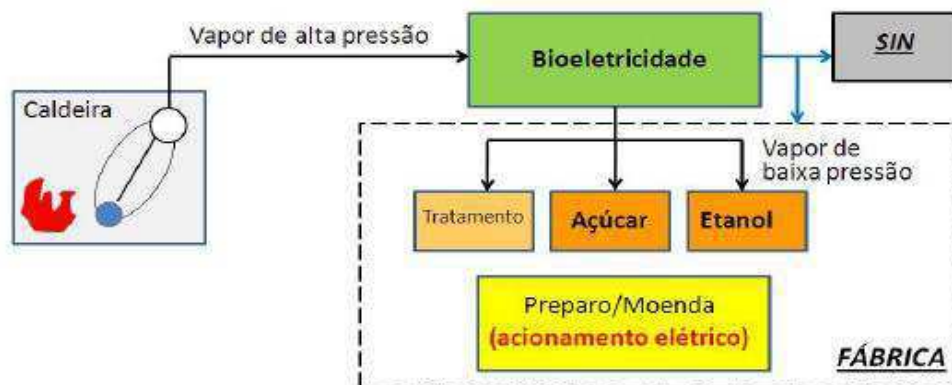 Vapor de alta pressão
Bioeletricidade
SIN
Caldeira
Vapor de
baixa pressão
Tratamento
Açúcar
Etanol
Preparo/Moenda
(acionamento elétrico)
FÁBRICA